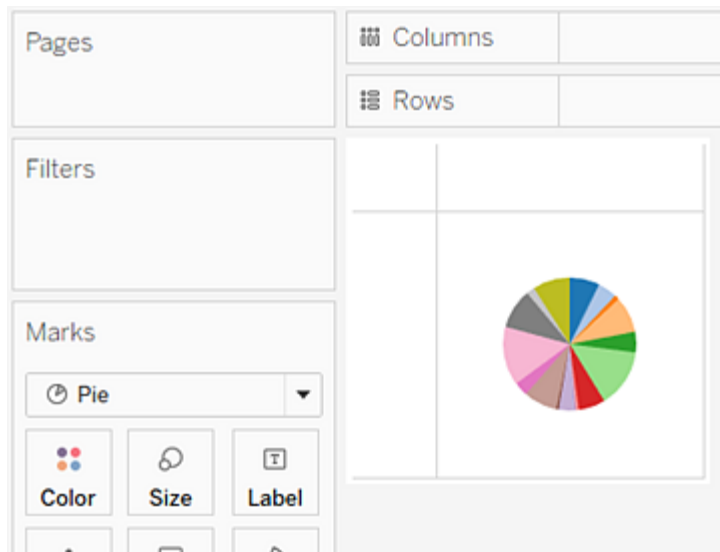 Pages
Columns
Rows
Filters
Marks
Pie
Color
Size
Label